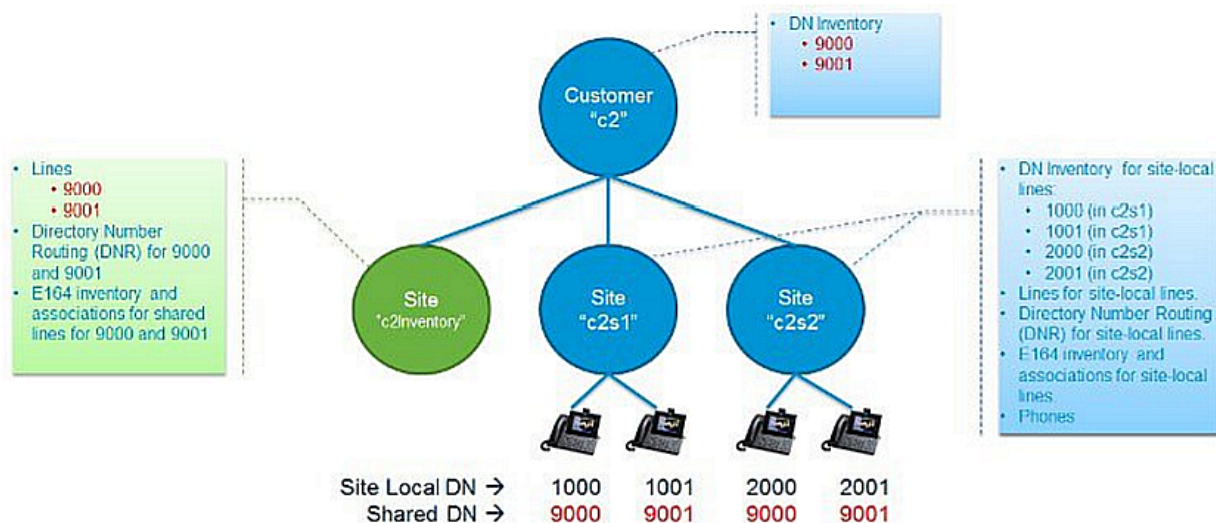 • DN Inventory
• 9000
• 9001
Customer
"c2"
• Lines
• 9000
• 9001
• Directory Number
Routing (DNR) for 9000
and 9001
• E164 inventory and
associations for shared
lines for 9000 and 9001
• DN Inventory for site-local
lines:
• 1000 (in c2s1)
• 1001 (in c2s1)
• 2000 (in c2s2)
• 2001 (in c2s2)
• Lines for site-local lines.
• Directory Number Routing
(DNR) for site-local lines.
• E164 inventory and
associations for site-local
lines.
• Phones
Site
"c2Inventory"
Site
"c2s1"
Site
"c2s2"
Site Local DN → 1000 1001 2000 2001
Shared DN → 9000 9001 9000 9001